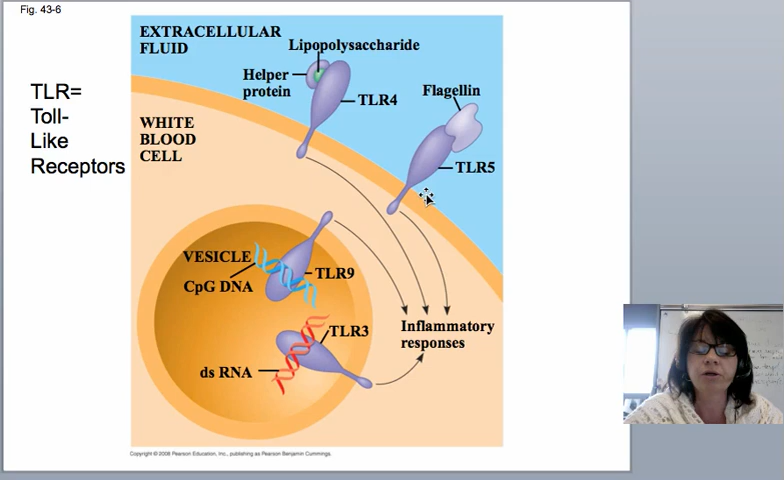 Fig. 43-6
EXTRACELLULAR
FLUID
Lipopolysaccharide
Helper
protein
TLR4
Flagellin
TLR=
Toll-
Like
Receptors
WHITE
BLOOD
CELL
TLR5
VESICLE
CpG DNA
TLR9
TLR3
Inflammatory
responses
ds RNA
Copyright © 2008 Pearson Education, Inc., publishing as Pearson Benjamin Cummings.